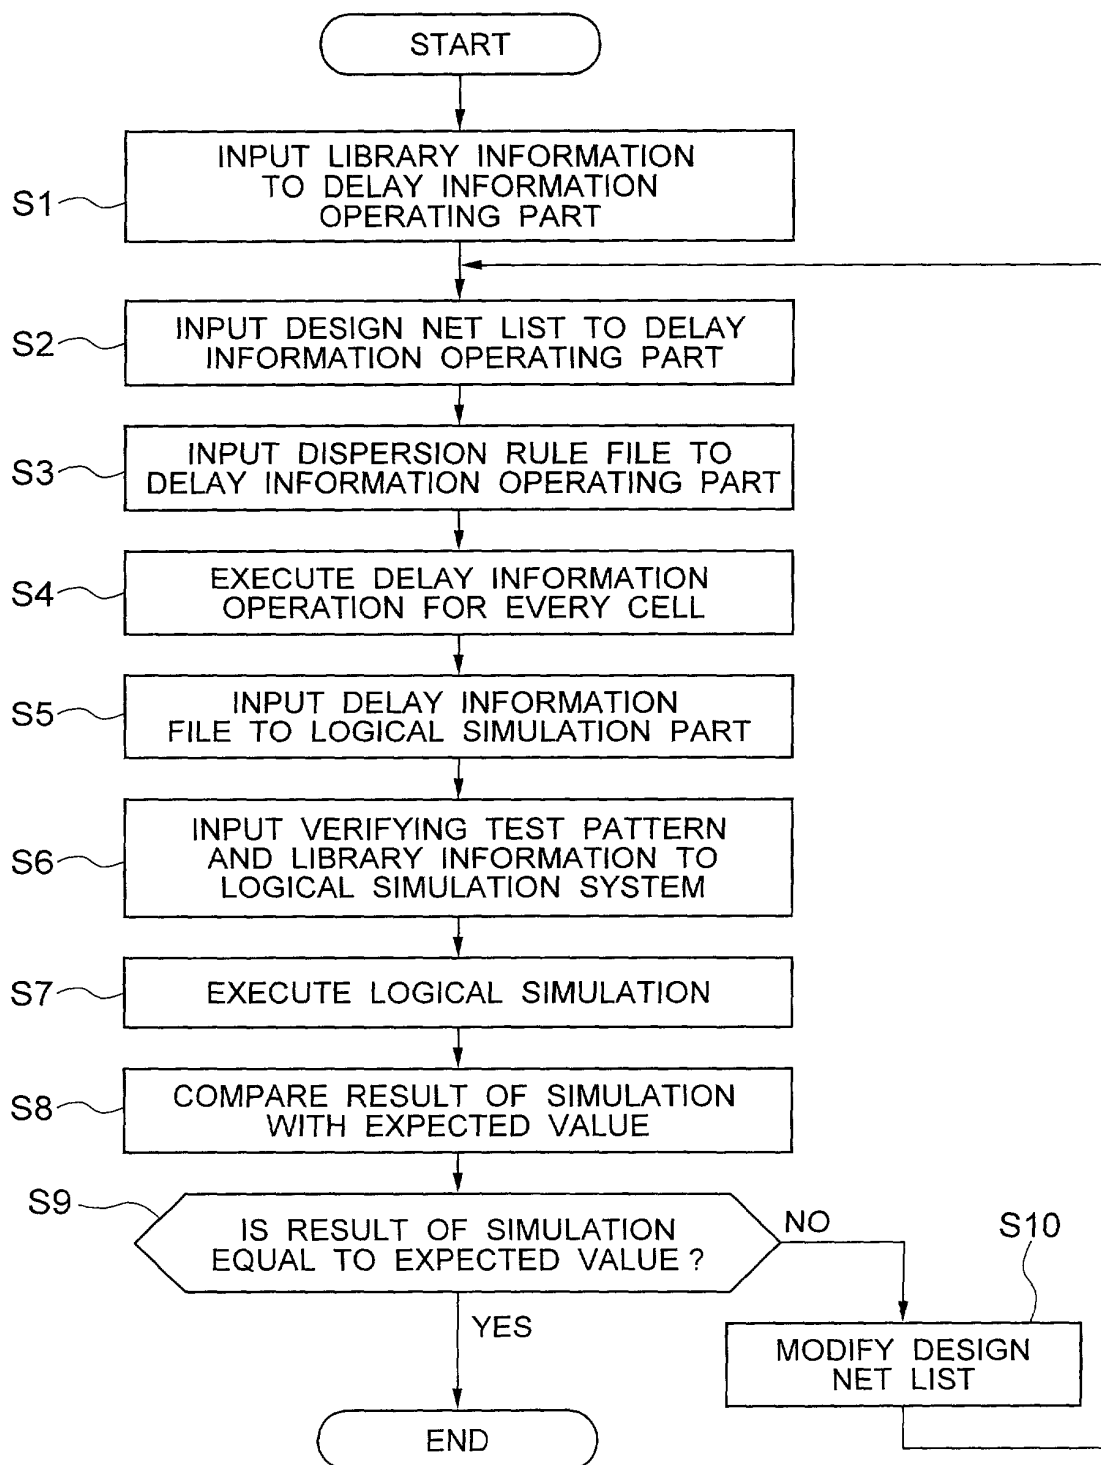 START
S1
INPUT LIBRARY INFORMATION
TO DELAY INFORMATION
OPERATING PART
S2
INPUT DESIGN NET LIST TO DELAY
INFORMATION OPERATING PART
S3
INPUT DISPERSION RULE FILE TO
DELAY INFORMATION OPERATING PART
S4
EXECUTE DELAY INFORMATION
OPERATION FOR EVERY CELL
S5
INPUT DELAY INFORMATION
FILE TO LOGICAL SIMULATION PART
S6
INPUT VERIFYING TEST PATTERN
AND LIBRARY INFORMATION TO
LOGICAL SIMULATION SYSTEM
S7
EXECUTE LOGICAL SIMULATION
S8
COMPARE RESULT OF SIMULATION
WITH EXPECTED VALUE
S9
IS RESULT OF SIMULATION
EQUAL TO EXPECTED VALUE ?
NO
S10
YES
MODIFY DESIGN
NET LIST
END